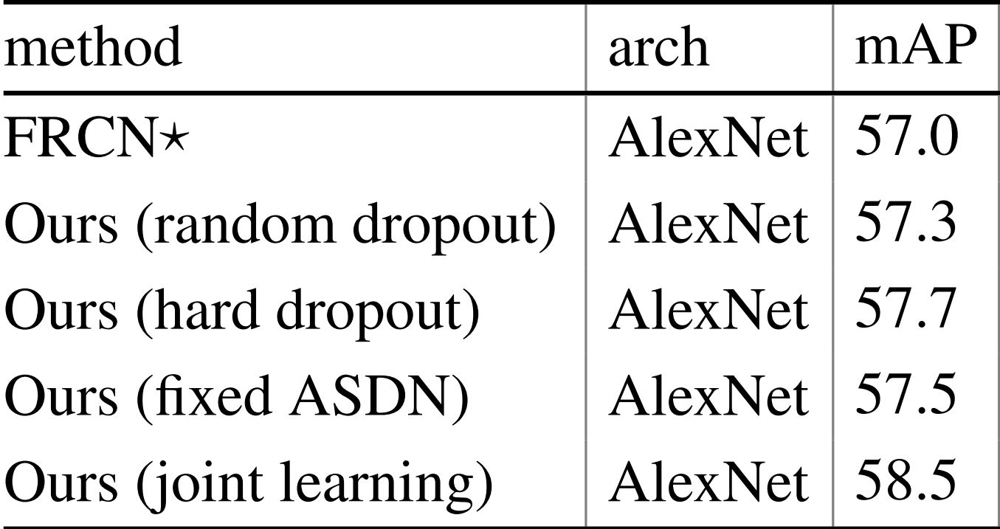 method arch mAP
FRCN⋆ AlexNet 57.0
Ours (random dropout) AlexNet 57.3
Ours (hard dropout) AlexNet 57.7
Ours (fixed ASDN) AlexNet 57.5
Ours (joint learning) AlexNet 58.5